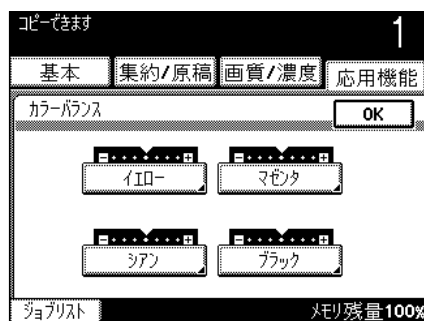 コピーできます
1
基本 集約/原稿 画質/濃度 応用機能
カラーバランス OK
イエロー マゼンタ
シアン ブラック
ジョブリスト メモリ残量100%